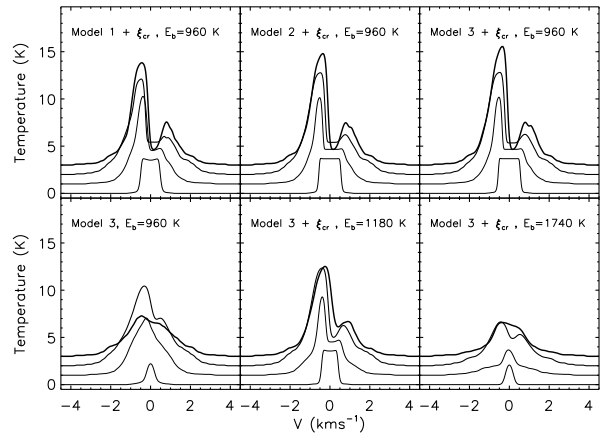 Model 1 + ξcr , Eb=960 K
Model 2 + ξcr , Eb=960 K
Model 3 + ξcr , Eb=960 K
15
10
5
0
Temperature (K)
Model 3, Eb=960 K
Model 3 + ξcr , Eb=1180 K
Model 3 + ξcr , Eb=1740 K
15
10
5
0
Temperature (K)
−4 −2 0 2 4
−4 −2 0 2 4
−4 −2 0 2 4
V (kms⁻¹)